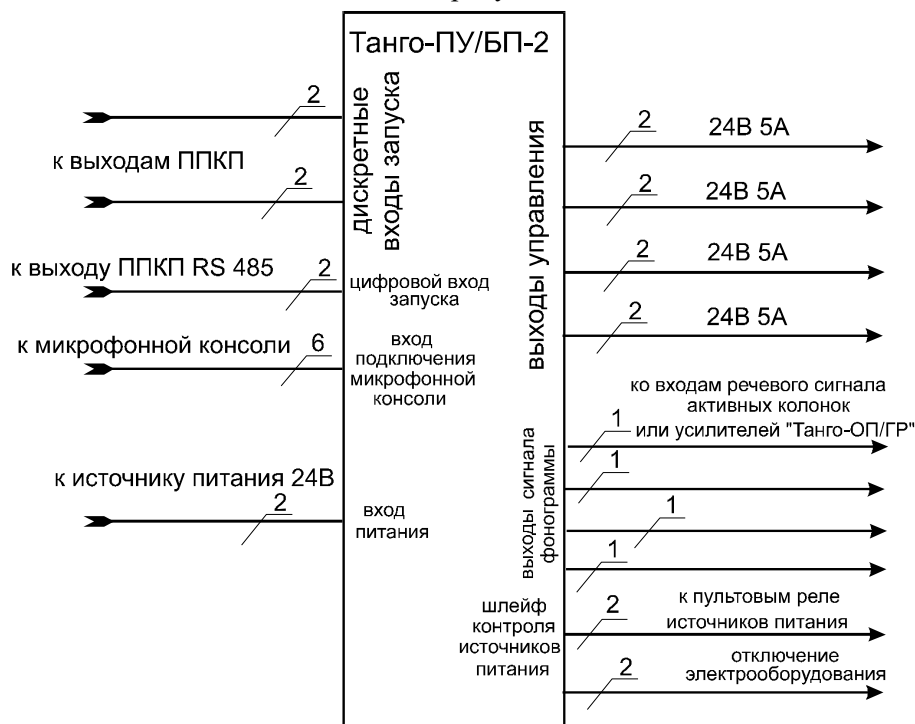 Танго-ПУ/БП-2
2
к выходам ППКП
2
дискретные
входы запуска
к выходу ППКП RS 485
2
цифровой вход
запуска
к микрофонной консоли
6
вход
подключения
микрофонной
консоли
к источнику питания 24В
2
вход
питания
выходы управления
2
24В 5А
2
24В 5А
2
24В 5А
2
24В 5А
выходы сигнала
фонограммы
ко входам речевого сигнала
активных колонок
1
или усилителей "Танго-ОП/ГР"
1
1
1
шлейф
контроля
источников
питания
2
к пультовым реле
источников питания
2
отключение
электрооборудования